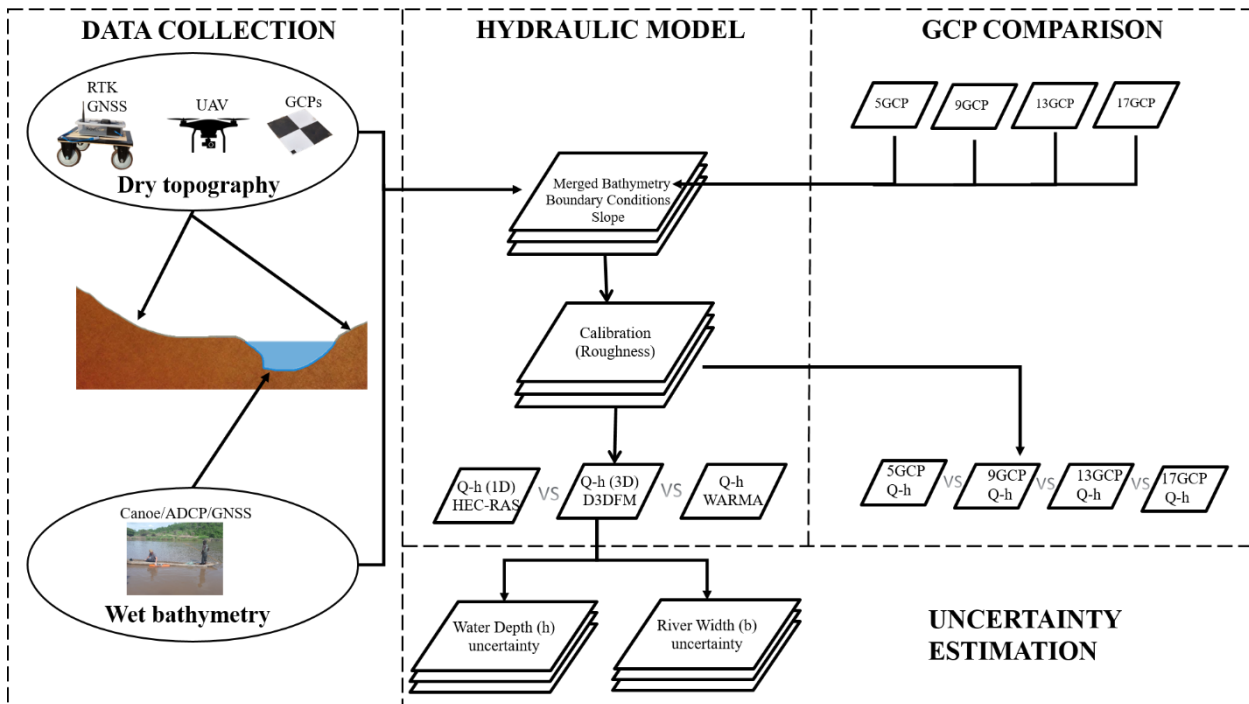 DATA COLLECTION
RTK
GNSS
UAV
GCPs
Dry topography
Canoe/ADCP/GNSS
Wet bathymetry
HYDRAULIC MODEL
Merged Bathymetry
Boundary Conditions
Slope
Calibration
(Roughness)
Q-h (1D)
HEC-RAS
VS
Q-h (3D)
D3DFM
VS
Q-h
WARMA
GCP COMPARISON
5GCP
9GCP
13GCP
17GCP
5GCP
Q-h
VS
9GCP
Q-h
VS
13GCP
Q-h
VS
17GCP
Q-h
Water Depth (h)
uncertainty
River Width (b)
uncertainty
UNCERTAINTY
ESTIMATION